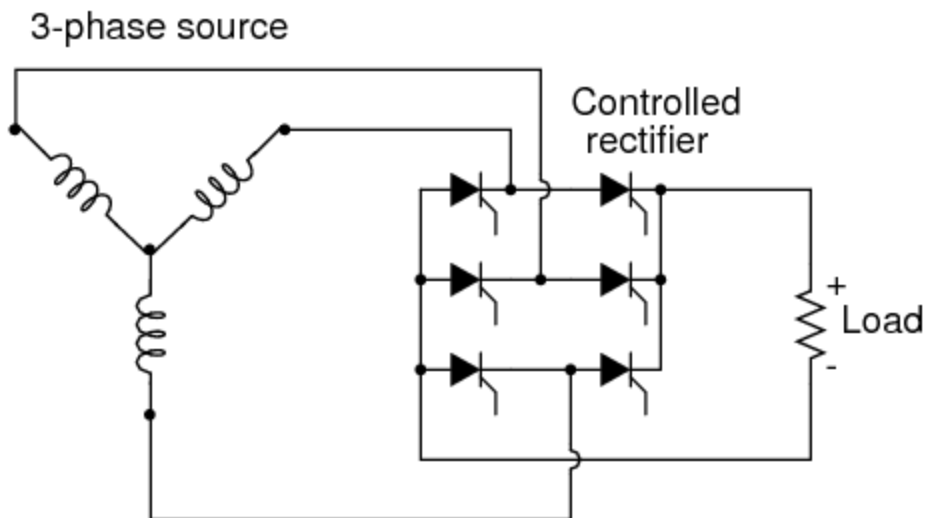 3-phase source
Controlled
rectifier
+
Load
-